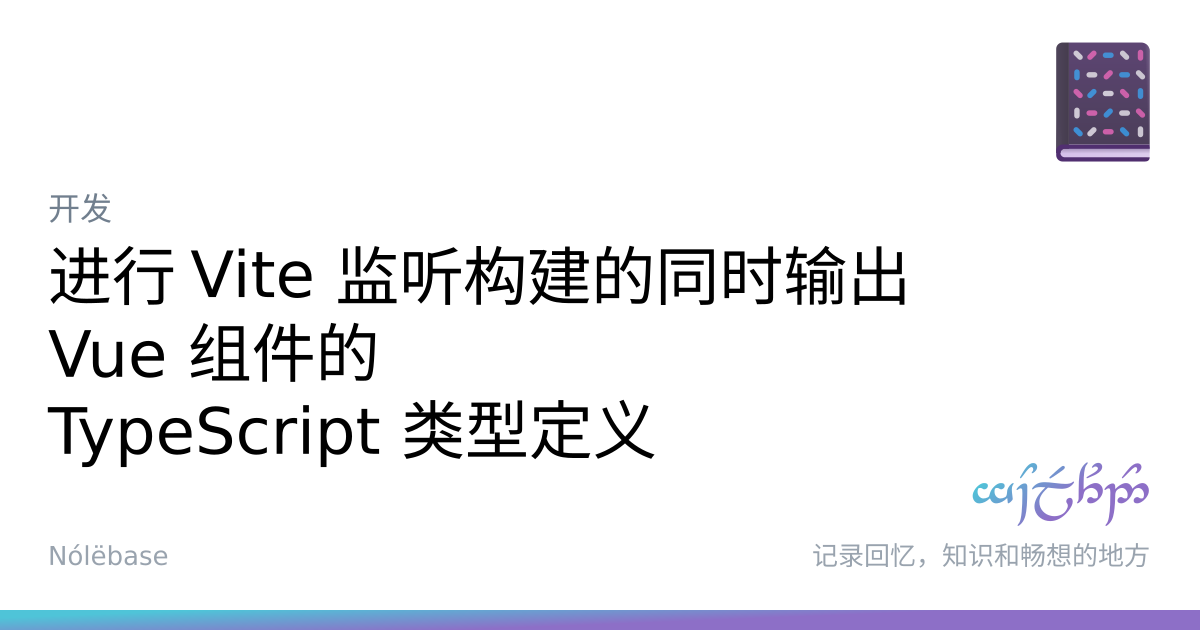 开发
进行 Vite 监听构建的同时输出
Vue 组件的
TypeScript 类型定义
Nólëbase
记录回忆，知识和畅想的地方